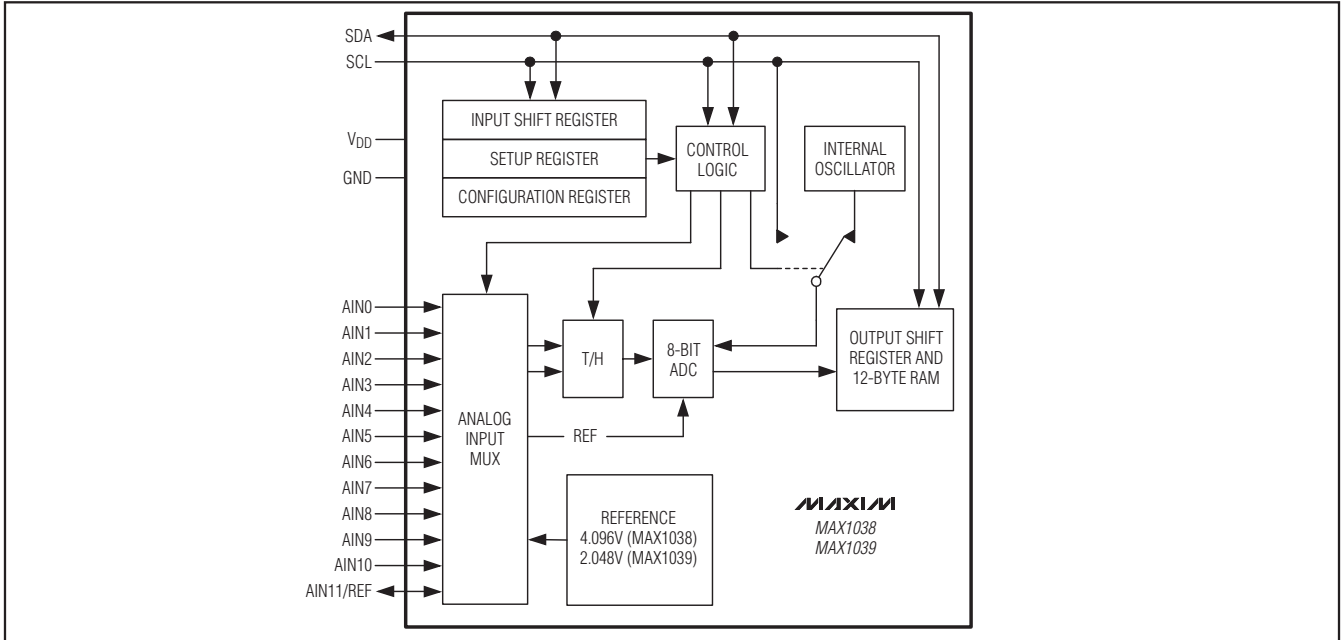 SDA
SCL
VDD
GND
INPUT SHIFT REGISTER
SETUP REGISTER
CONFIGURATION REGISTER
CONTROL
LOGIC
INTERNAL
OSCILLATOR
AIN0
AIN1
AIN2
AIN3
AIN4
AIN5
AIN6
AIN7
AIN8
AIN9
AIN10
AIN11/REF
ANALOG
INPUT
MUX
T/H
8-BIT
ADC
REF
OUTPUT SHIFT
REGISTER AND
12-BYTE RAM
REFERENCE
4.096V (MAX1038)
2.048V (MAX1039)
MAXIM
MAX1038
MAX1039